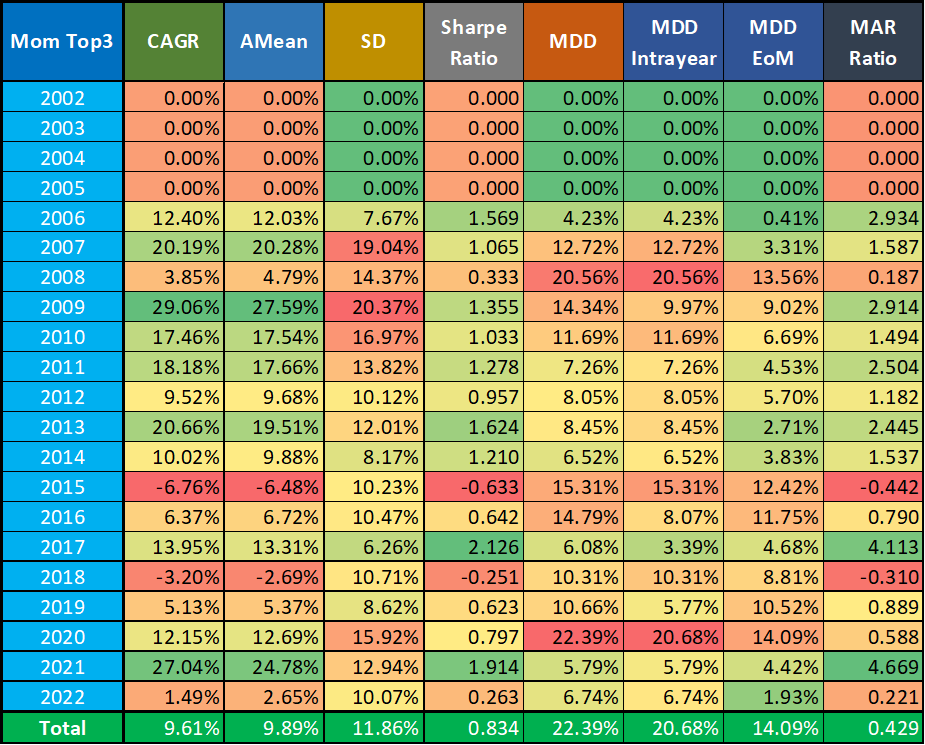 Mom Top3 CAGR AMean SD Sharpe Ratio MDD MDD Intrayear MDD EoM MAR Ratio
2002 0.00% 0.00% 0.00% 0.000 0.00% 0.00% 0.00% 0.000
2003 0.00% 0.00% 0.00% 0.000 0.00% 0.00% 0.00% 0.000
2004 0.00% 0.00% 0.00% 0.000 0.00% 0.00% 0.00% 0.000
2005 0.00% 0.00% 0.00% 0.000 0.00% 0.00% 0.00% 0.000
2006 12.40% 12.03% 7.67% 1.569 4.23% 4.23% 0.41% 2.934
2007 20.19% 20.28% 19.04% 1.065 12.72% 12.72% 3.31% 1.587
2008 3.85% 4.79% 14.37% 0.333 20.56% 20.56% 13.56% 0.187
2009 29.06% 27.59% 20.37% 1.355 14.34% 9.97% 9.02% 2.914
2010 17.46% 17.54% 16.97% 1.033 11.69% 11.69% 6.69% 1.494
2011 18.18% 17.66% 13.82% 1.278 7.26% 7.26% 4.53% 2.504
2012 9.52% 9.68% 10.12% 0.957 8.05% 8.05% 5.70% 1.182
2013 20.66% 19.51% 12.01% 1.624 8.45% 8.45% 2.71% 2.445
2014 10.02% 9.88% 8.17% 1.210 6.52% 6.52% 3.83% 1.537
2015 -6.76% -6.48% 10.23% -0.633 15.31% 15.31% 12.42% -0.442
2016 6.37% 6.72% 10.47% 0.642 14.79% 8.07% 11.75% 0.790
2017 13.95% 13.31% 6.26% 2.126 6.08% 3.39% 4.68% 4.113
2018 -3.20% -2.69% 10.71% -0.251 10.31% 10.31% 8.81% -0.310
2019 5.13% 5.37% 8.62% 0.623 10.66% 5.77% 10.52% 0.889
2020 12.15% 12.69% 15.92% 0.797 22.39% 20.68% 14.09% 0.588
2021 27.04% 24.78% 12.94% 1.914 5.79% 5.79% 4.42% 4.669
2022 1.49% 2.65% 10.07% 0.263 6.74% 6.74% 1.93% 0.221
Total 9.61% 9.89% 11.86% 0.834 22.39% 20.68% 14.09% 0.429